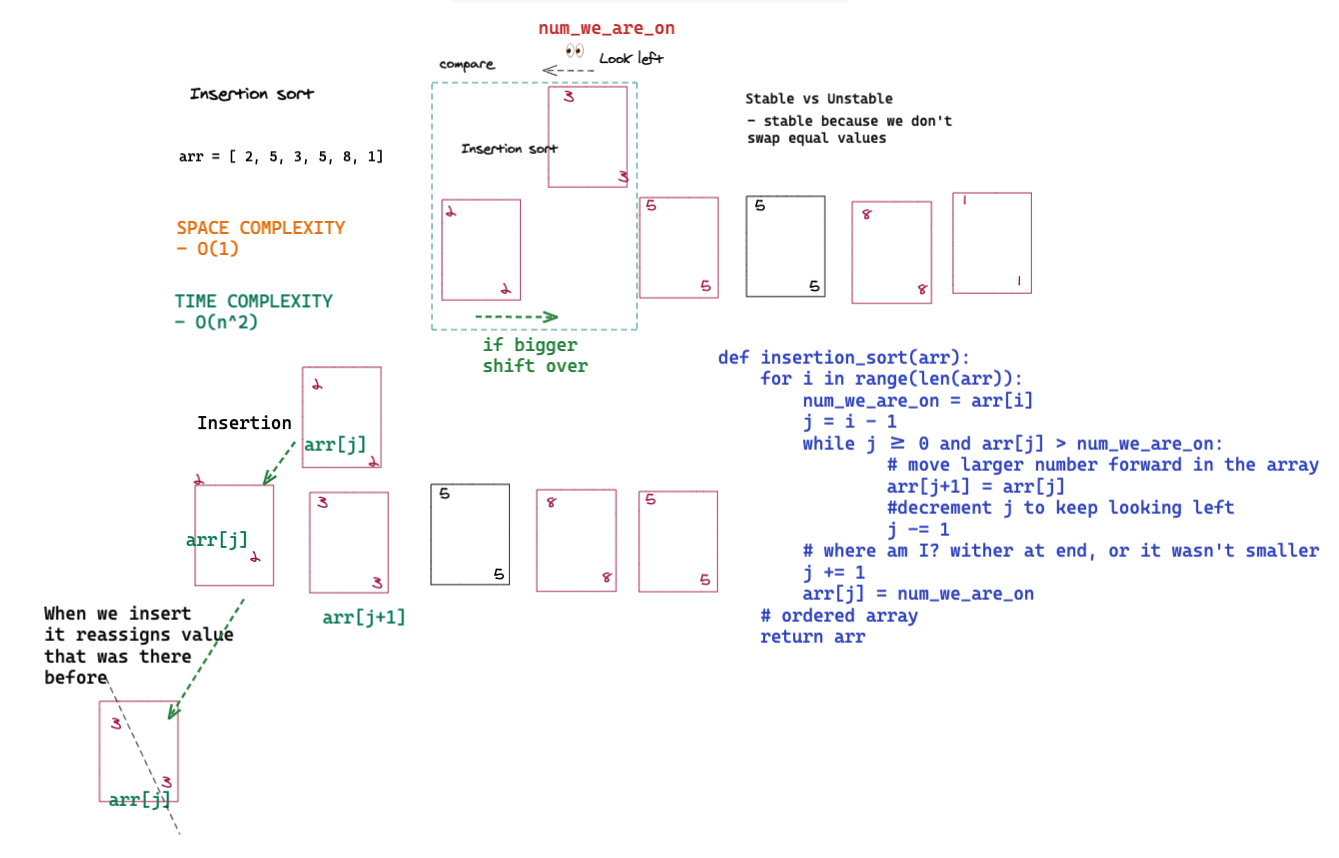 num_we_are_on
👀
Look left
compare
Insertion sort
3
3
Insertion sort
arr = [ 2, 5, 3, 5, 8, 1]
Stable vs Unstable
- stable because we don't
swap equal values
SPACE COMPLEXITY
- O(1)
TIME COMPLEXITY
- O(n^2)
2
2
5
5
5
5
8
8
1
1
if bigger
shift over
def insertion_sort(arr):
for i in range(len(arr)):
num_we_are_on = arr[i]
j = i - 1
while j ≥ 0 and arr[j] > num_we_are_on:
# move larger number forward in the array
arr[j+1] = arr[j]
#decrement j to keep looking left
j -= 1
# where am I? wither at end, or it wasn't smaller
j += 1
arr[j] = num_we_are_on
# ordered array
return arr
Insertion
2
arr[j]
2
2
arr[j]
2
3
3
arr[j+1]
5
5
8
8
5
5
When we insert
it reassigns value
that was there
before
3
3
arr[j]